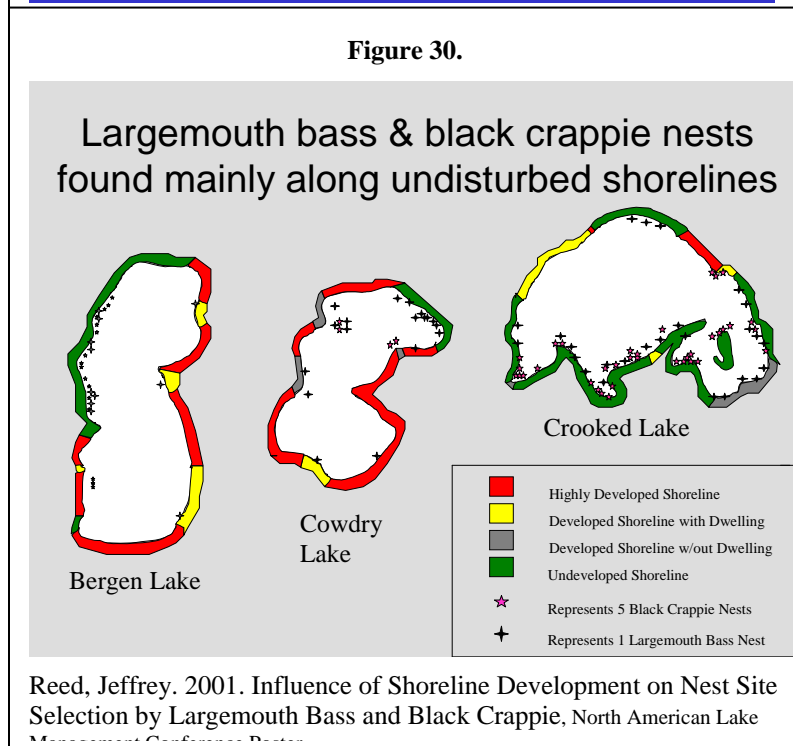 Figure 30.
Largemouth bass & black crappie nests
found mainly along undisturbed shorelines
Crooked Lake
Cowdry
Lake
Bergen Lake
Highly Developed Shoreline
Developed Shoreline with Dwelling
Developed Shoreline w/out Dwelling
Undeveloped Shoreline
Represents 5 Black Crappie Nests
Represents 1 Largemouth Bass Nest
Reed, Jeffrey. 2001. Influence of Shoreline Development on Nest Site
Selection by Largemouth Bass and Black Crappie, North American Lake
Management Conference Poster